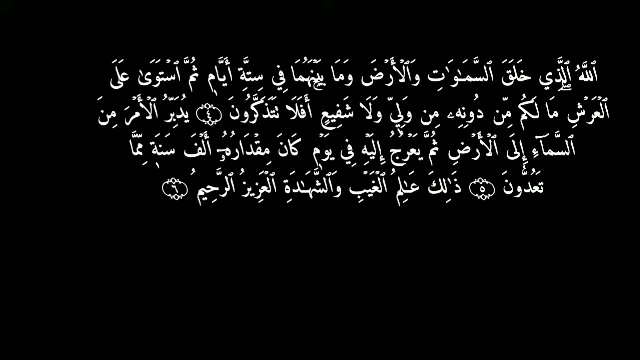 ٱللَّهُ ٱلَّذِي خَلَقَ ٱلسَّمَٰوَٰتِ وَٱلۡأَرۡضَ وَمَا بَيۡنَهُمَا فِي سِتَّةِ أَيَّامٖ ثُمَّ ٱسۡتَوَىٰ عَلَى
ٱلۡعَرۡشِۖ مَا لَكُم مِّن دُونِهِۦ مِن وَلِيّٖ وَلَا شَفِيعٍۚ أَفَلَا تَتَذَكَّرُونَ ٤ يُدَبِّرُ ٱلۡأَمۡرَ مِنَ
ٱلسَّمَآءِ إِلَى ٱلۡأَرۡضِ ثُمَّ يَعۡرُجُ إِلَيۡهِ فِي يَوۡمٖ كَانَ مِقۡدَارُهُۥٓ أَلۡفَ سَنَةٖ مِّمَّا
تَعُدُّونَ ٥ ذَٰلِكَ عَٰلِمُ ٱلۡغَيۡبِ وَٱلشَّهَٰدَةِ ٱلۡعَزِيزُ ٱلرَّحِيمُ ٦